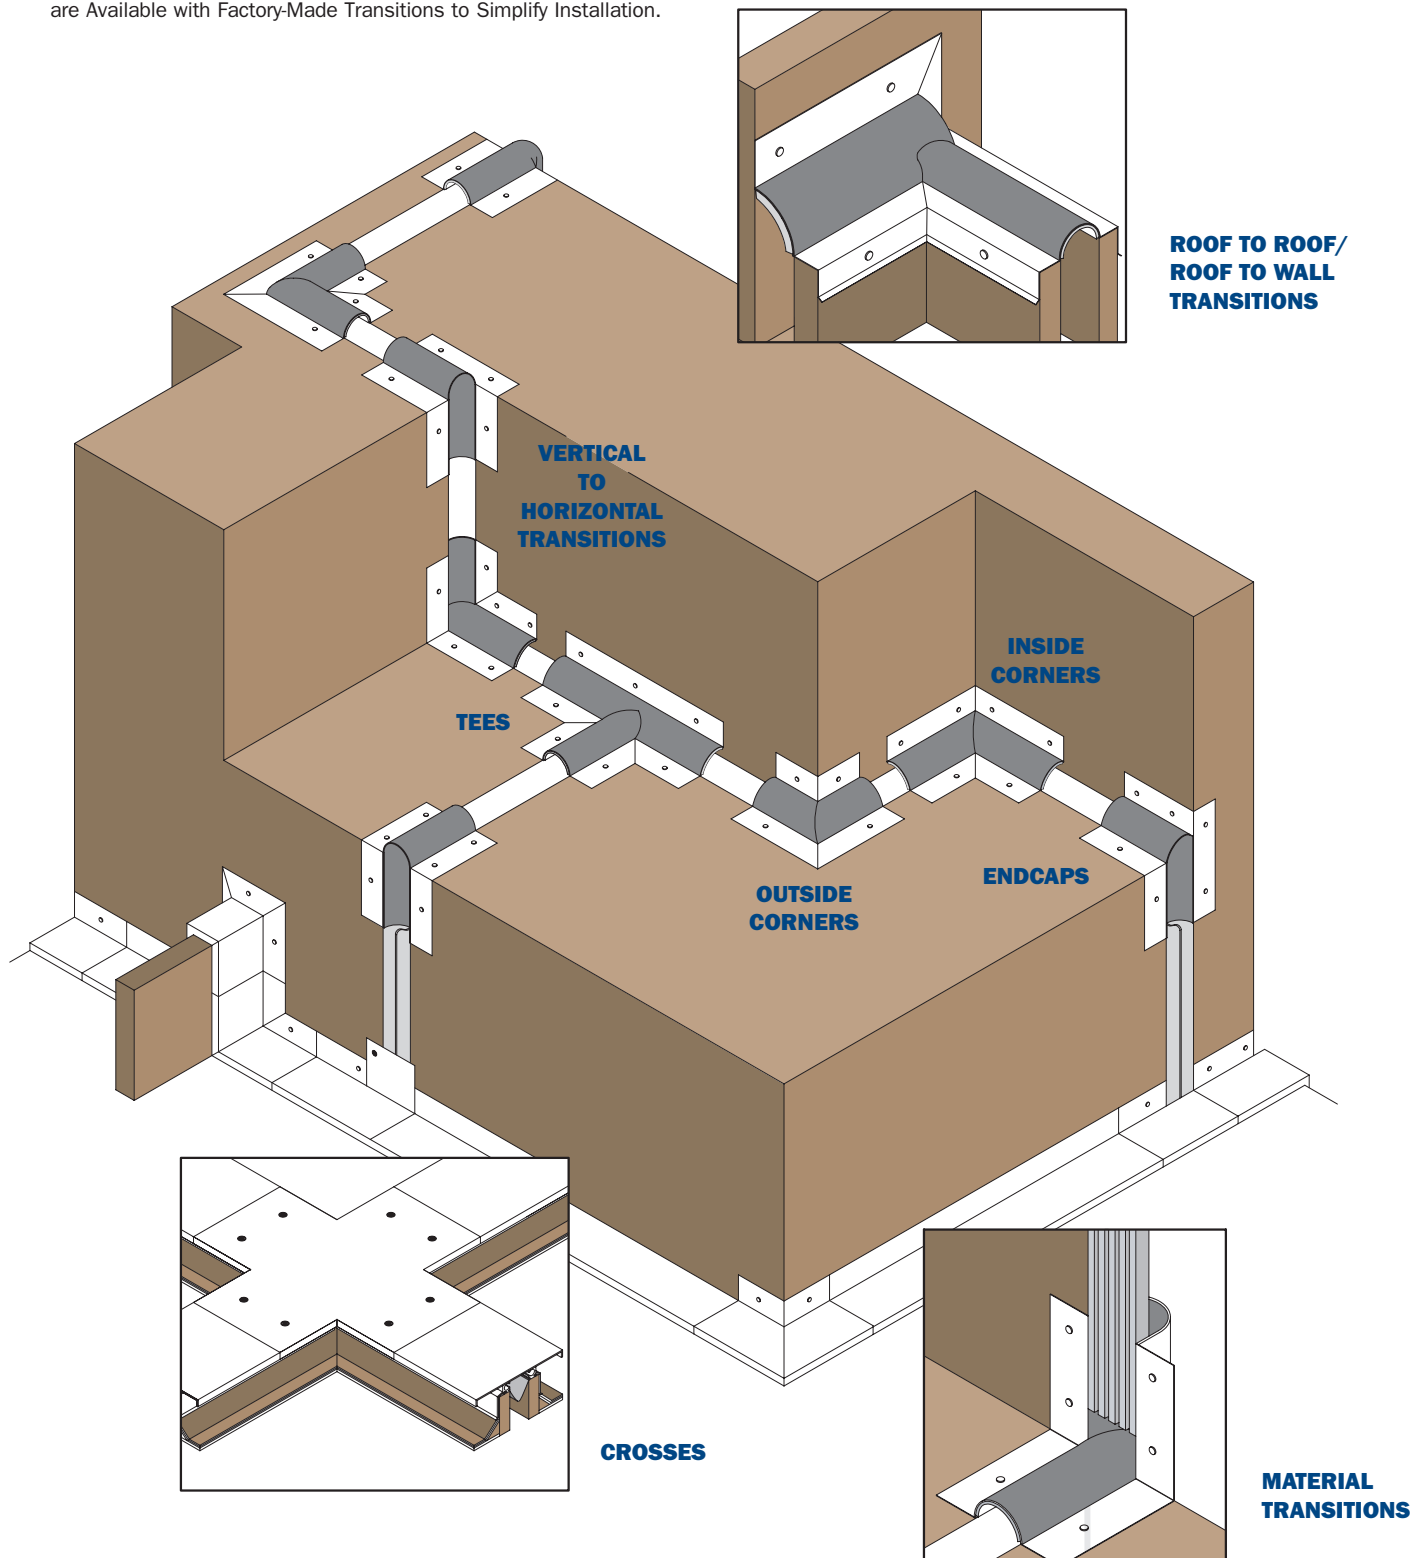 are Available with Factory-Made Transitions to Simplify Installation.
ROOF TO ROOF/
ROOF TO WALL
TRANSITIONS
VERTICAL
TO
HORIZONTAL
TRANSITIONS
INSIDE
CORNERS
TEES
ENDCAPS
OUTSIDE
CORNERS
CROSSES
MATERIAL
TRANSITIONS